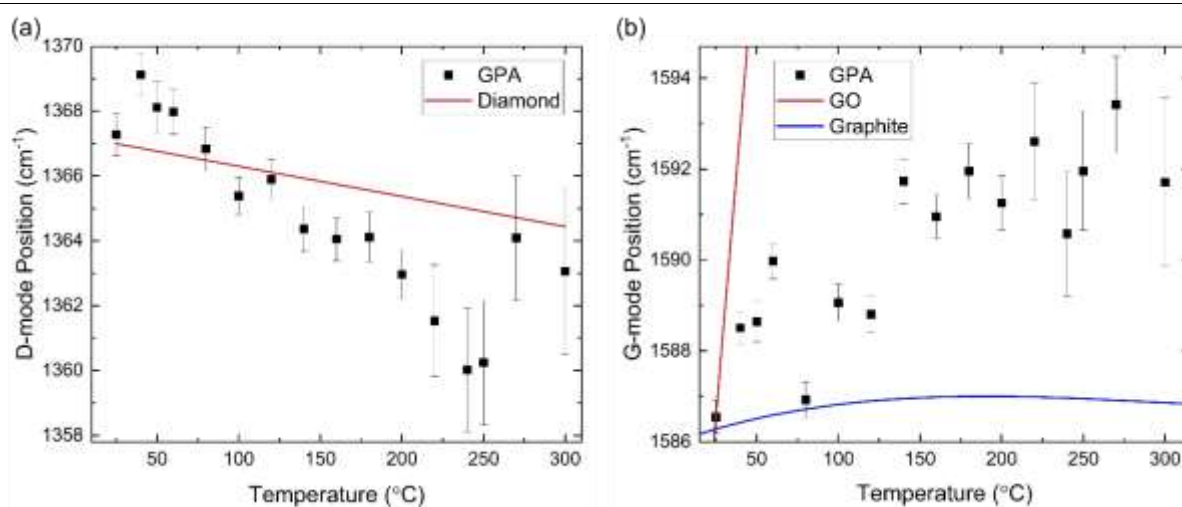 (a)
1370
1368
1366
1364
1362
1360
1358
D-mode Position (cm⁻¹)
GPA
Diamond
50
100
150
200
250
300
Temperature (°C)
(b)
1594
1592
1590
1588
1586
G-mode Position (cm⁻¹)
GPA
GO
Graphite
50
100
150
200
250
300
Temperature (°C)